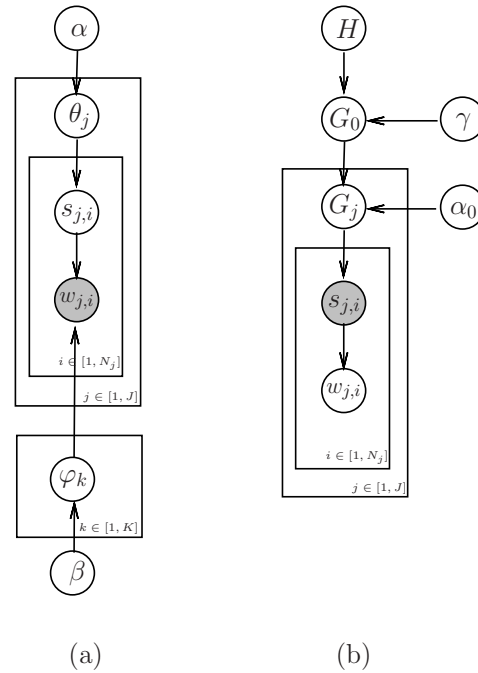 α
θ_j
s_{j,i}
w_{j,i}
i ∈ [1, N_j]
j ∈ [1, J]
φ_k
k ∈ [1, K]
β
(a)
H
G_0
γ
G_j
α_0
s_{j,i}
w_{j,i}
i ∈ [1, N_j]
j ∈ [1, J]
(b)